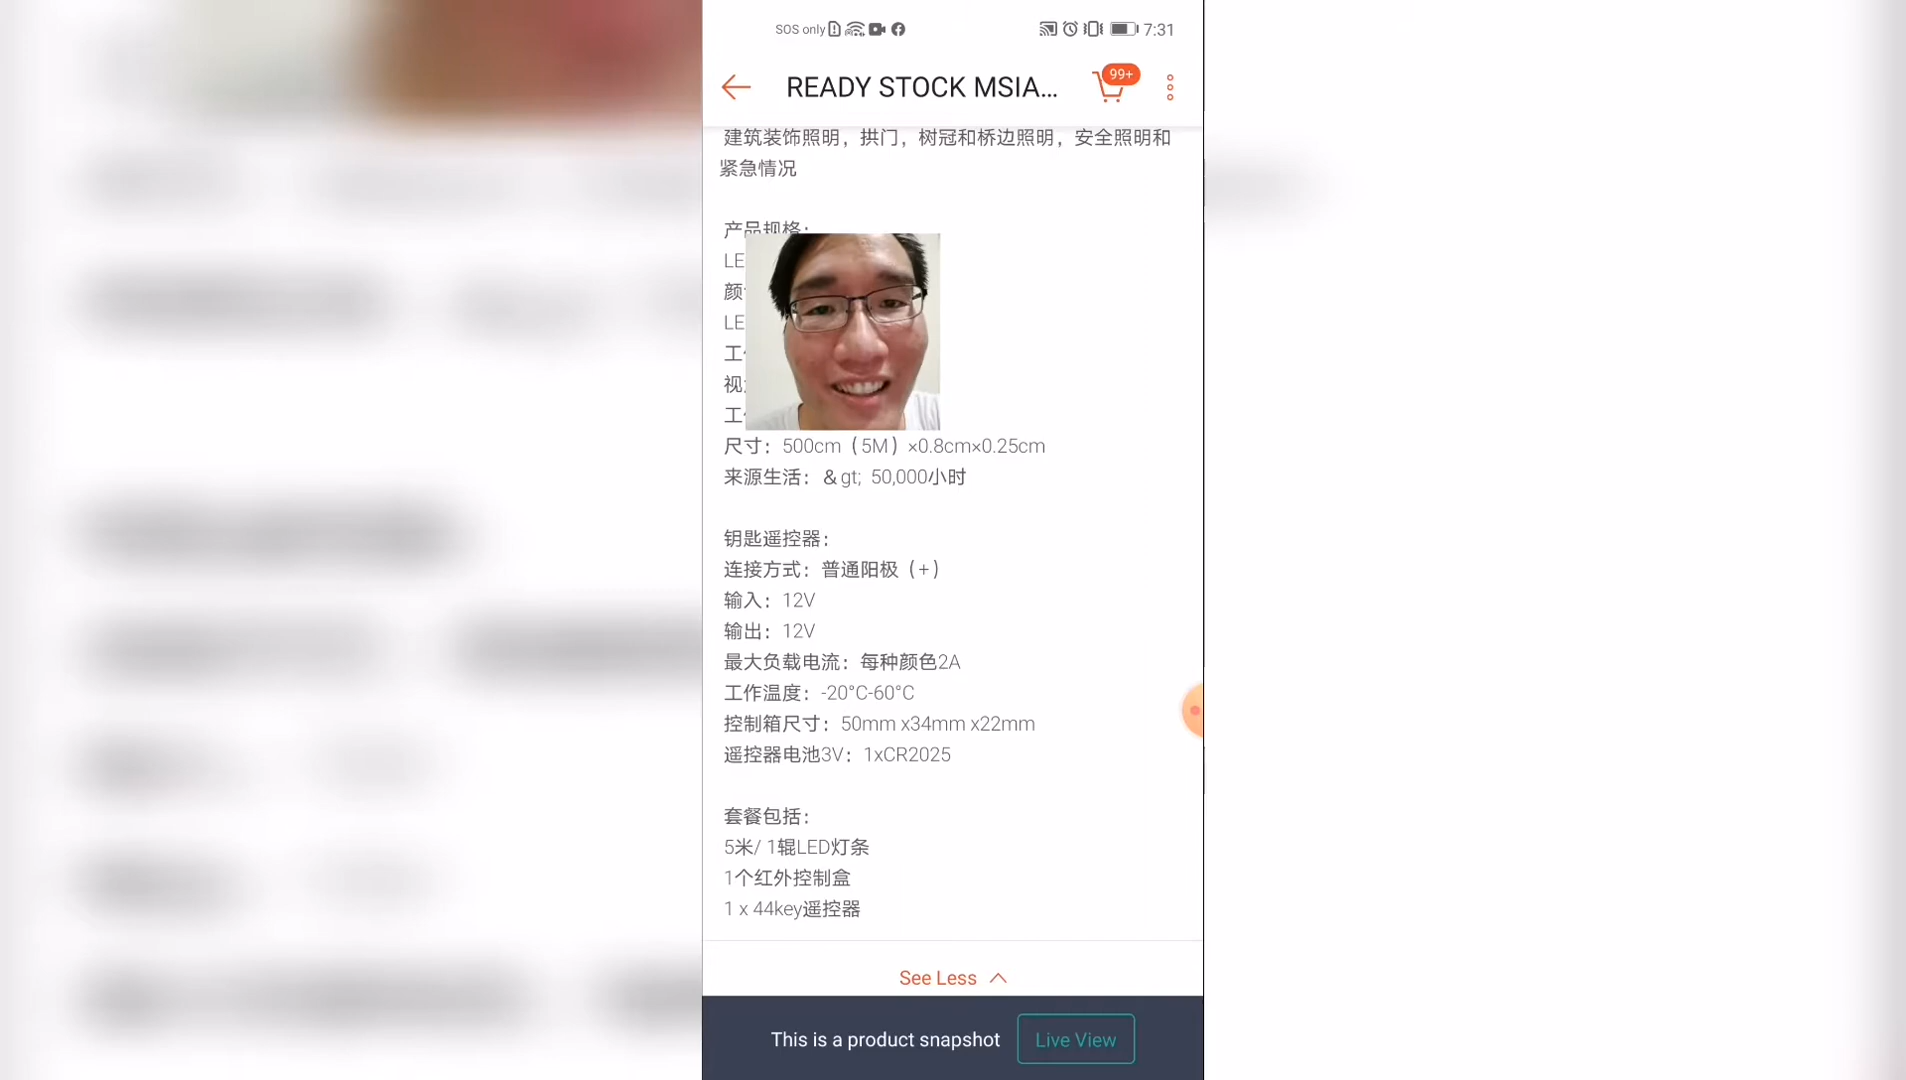 SOS only 7:31
READY STOCK MSIA... 99+
建筑装饰照明，拱门，树冠和桥边照明，安全照明和
紧急情况
产品规格：
LE
颜
LE
工
视
工
尺寸：500cm（5M）×0.8cm×0.25cm
来源生活：&gt; 50,000小时
钥匙遥控器：
连接方式：普通阳极（+）
输入：12V
输出：12V
最大负载电流：每种颜色2A
工作温度：-20°C-60°C
控制箱尺寸：50mm x34mm x22mm
遥控器电池3V：1xCR2025
套餐包括：
5米/ 1辊LED灯条
1个红外控制盒
1 x 44key遥控器
See Less
This is a product snapshot Live View